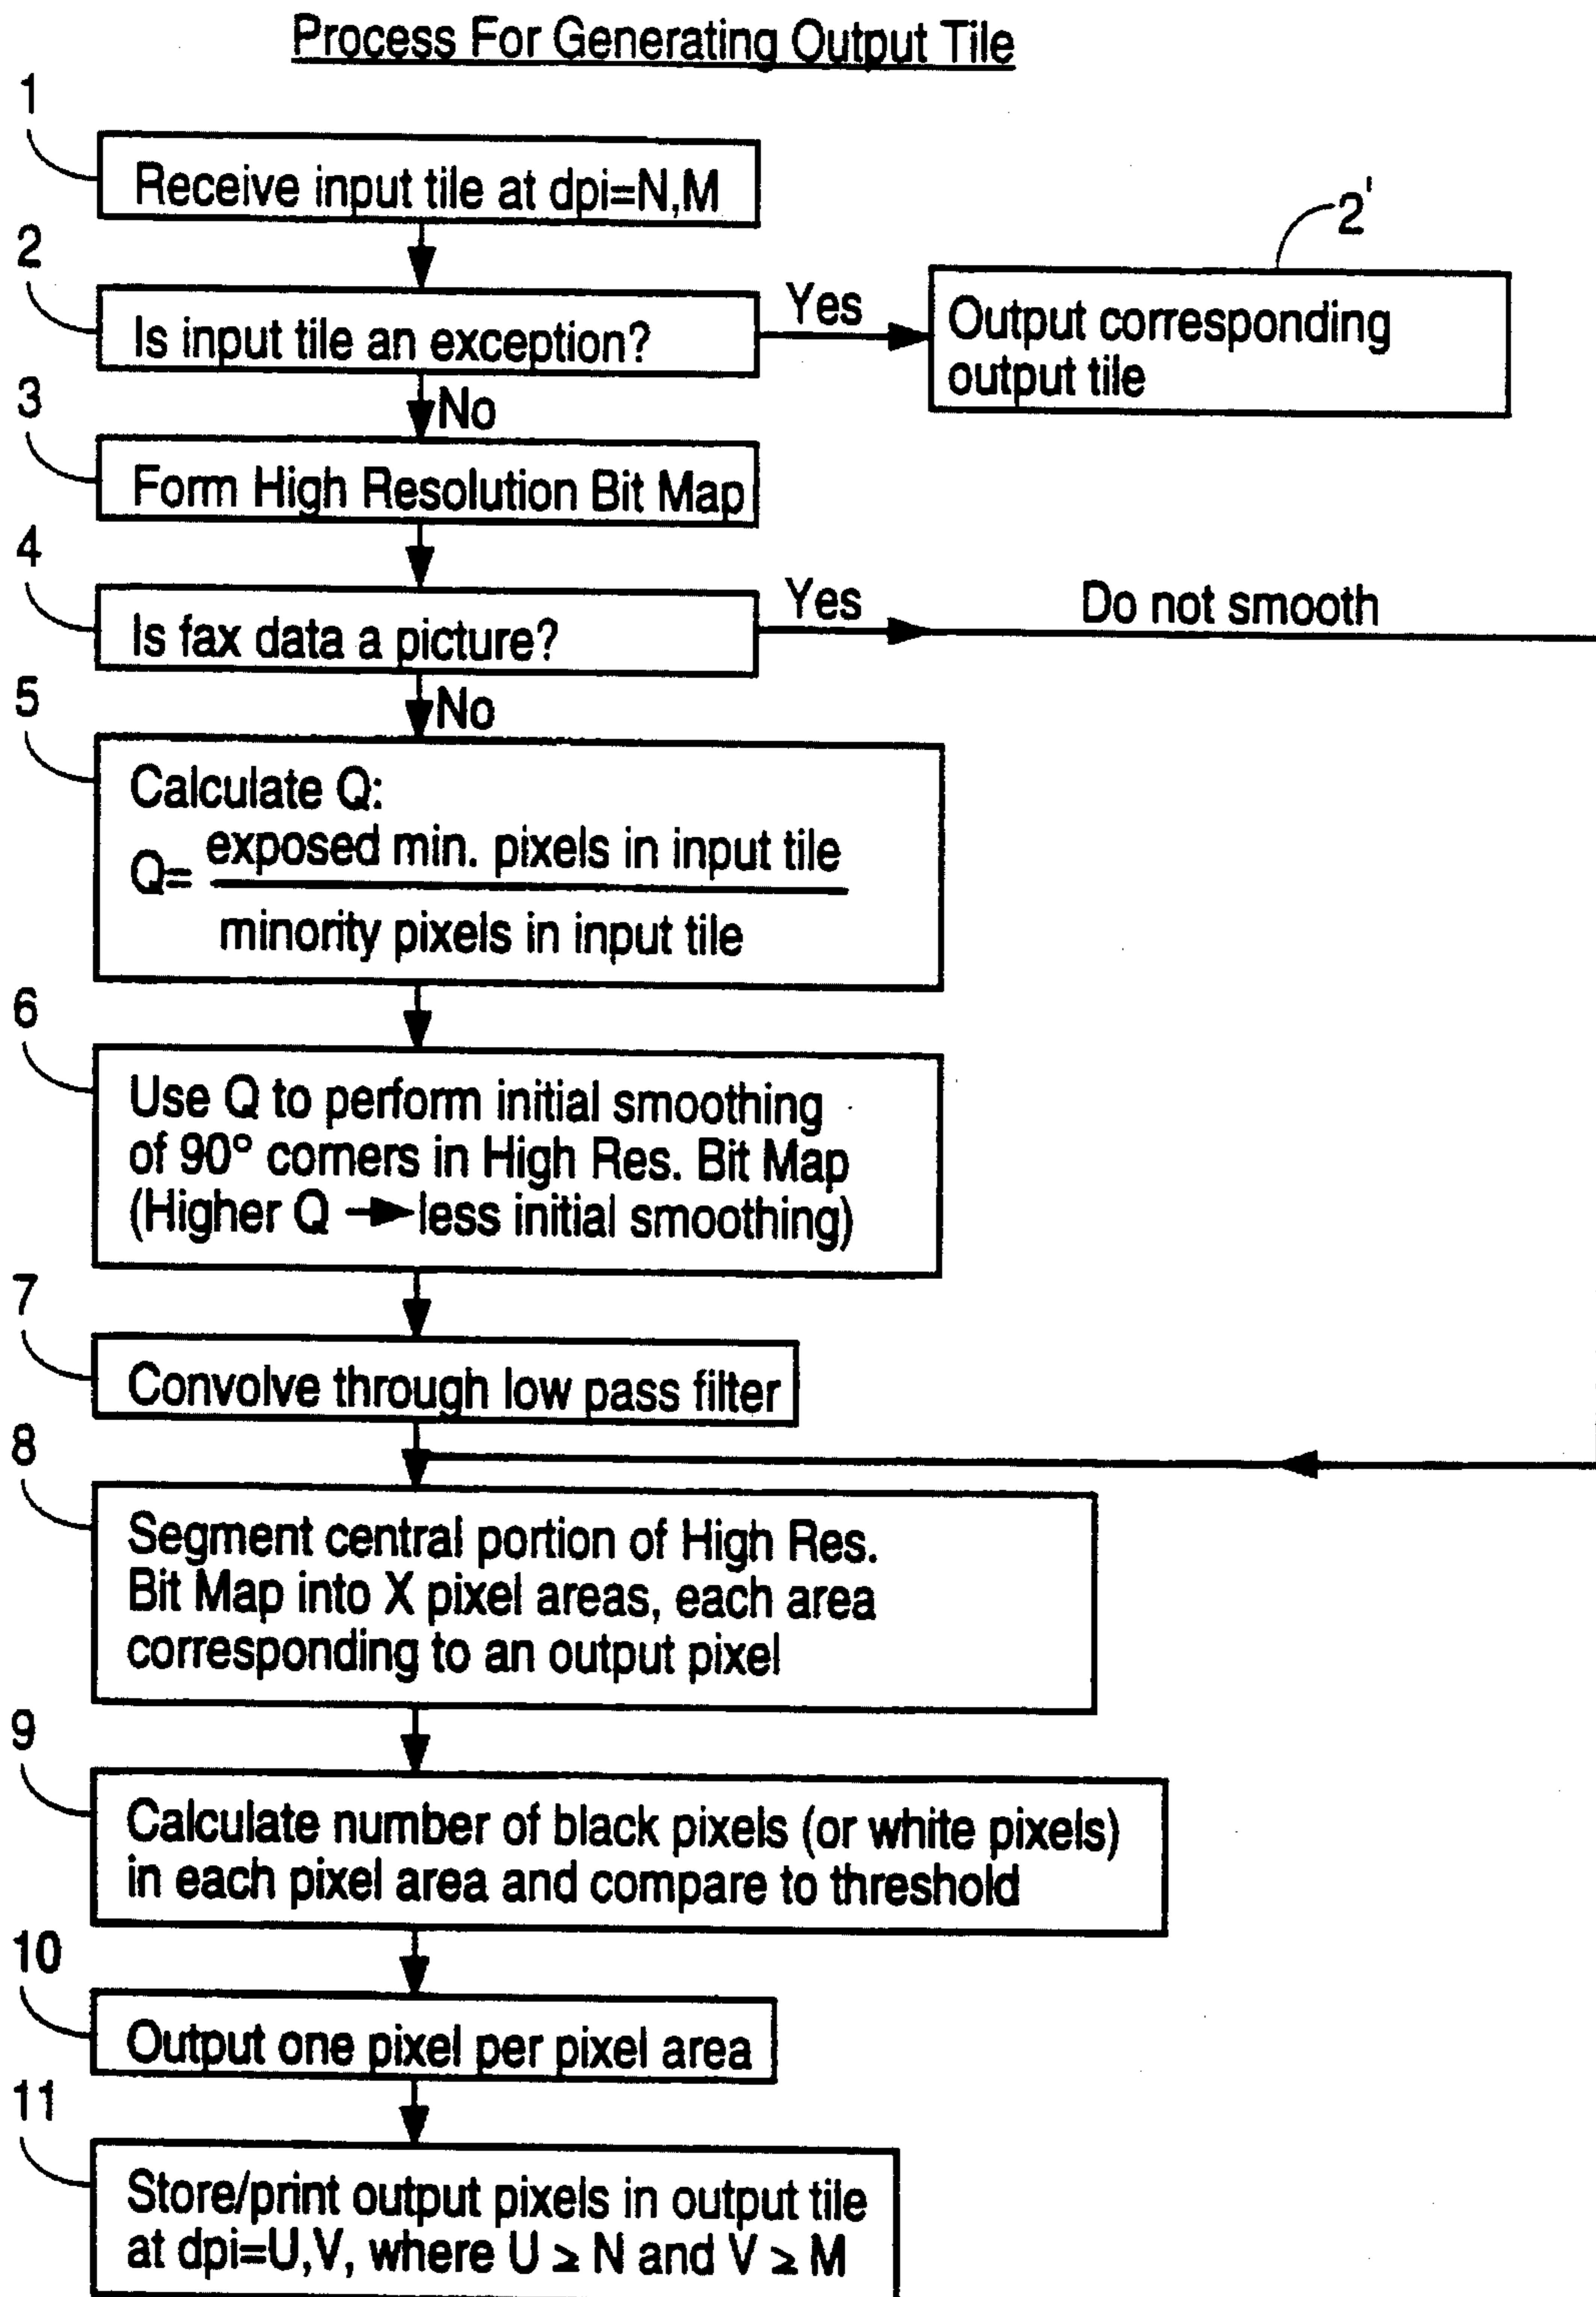 Process For Generating Output Tile
1
Receive input tile at dpi=N,M
2
Is input tile an exception?
Yes
2'
Output corresponding
output tile
No
3
Form High Resolution Bit Map
4
Is fax data a picture?
Yes
Do not smooth
No
5
Calculate Q:
Q= exposed min. pixels in input tile
minority pixels in input tile
6
Use Q to perform initial smoothing
of 90° corners in High Res. Bit Map
(Higher Q → less initial smoothing)
7
Convolve through low pass filter
8
Segment central portion of High Res.
Bit Map into X pixel areas, each area
corresponding to an output pixel
9
Calculate number of black pixels (or white pixels)
in each pixel area and compare to threshold
10
Output one pixel per pixel area
11
Store/print output pixels in output tile
at dpi=U,V, where U ≥ N and V ≥ M